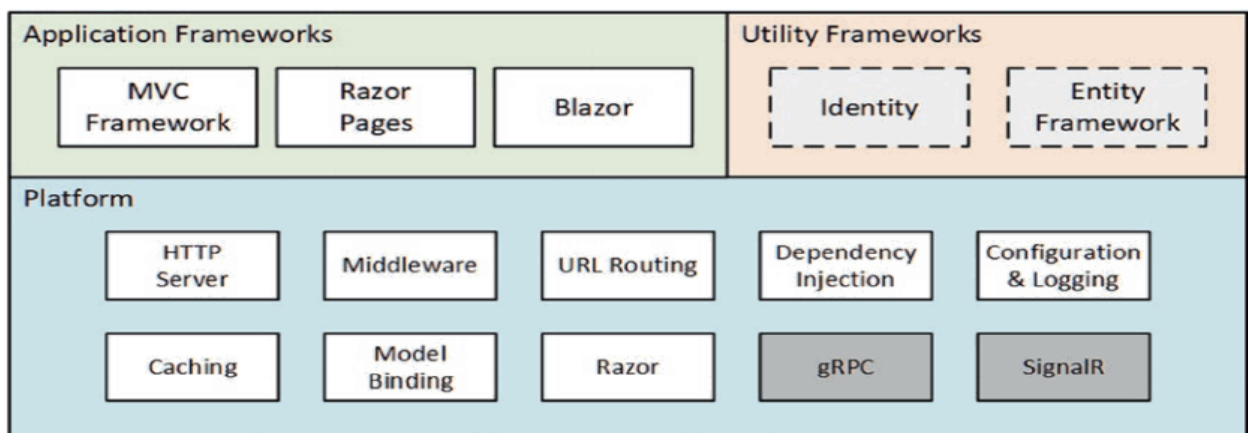 Application Frameworks
MVC
Framework
Razor
Pages
Blazor
Utility Frameworks
Identity
Entity
Framework
Platform
HTTP
Server
Middleware
URL Routing
Dependency
Injection
Configuration
& Logging
Caching
Model
Binding
Razor
gRPC
SignalR